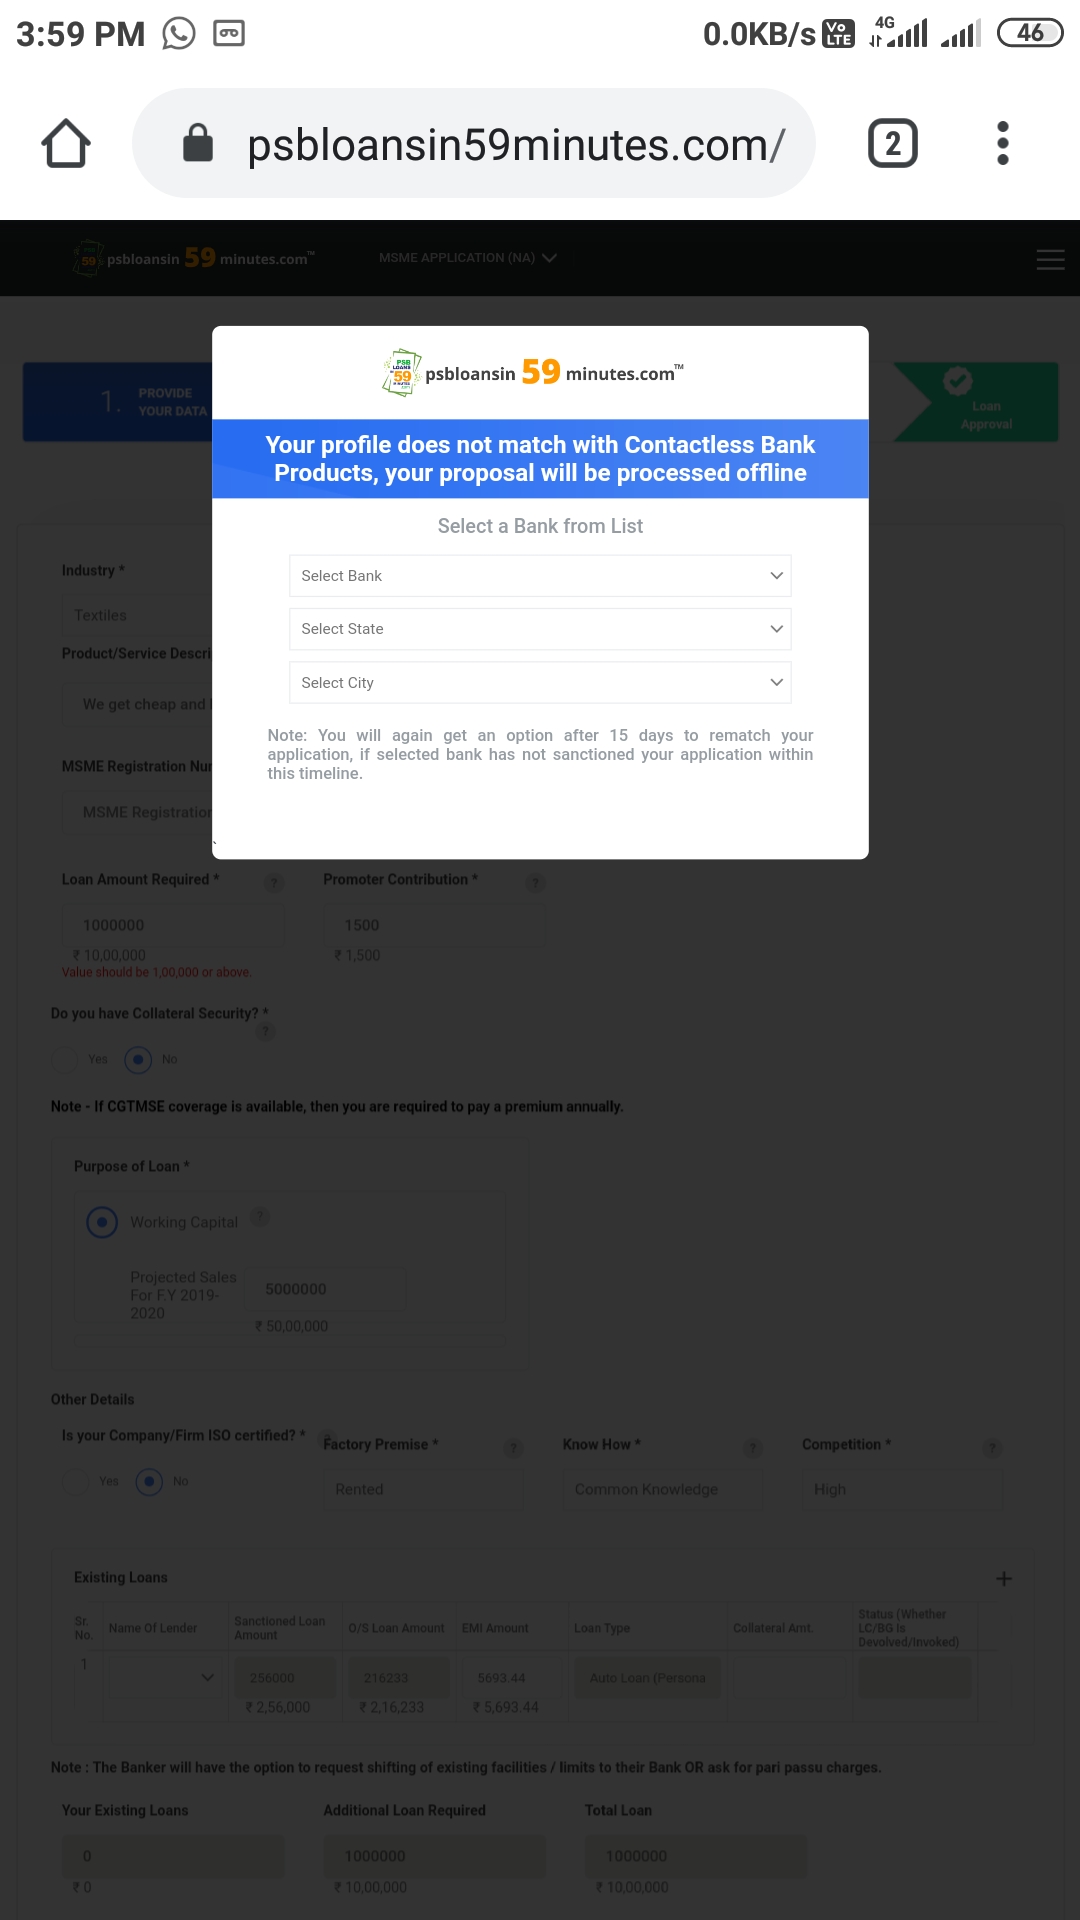 3:59 PM
0.0KB/s Vo LTE 4G 46
psbloansin59minutes.com/
2
psbloansin 59 minutes.com™
MSME APPLICATION (NA)
PSB LOANS 59 MINUTES
psbloansin 59 minutes.com™
1. PROVIDE YOUR DATA
Loan
Approval
Your profile does not match with Contactless Bank
Products, your proposal will be processed offline
Select a Bank from List
Select Bank
Select State
Select City
Note: You will again get an option after 15 days to rematch your
application, if selected bank has not sanctioned your application within
this timeline.
Industry *
Textiles
Product/Service Descri
We get cheap and
MSME Registration Nur
MSME Registration
Loan Amount Required * ? Promoter Contribution * ?
1000000 1500
₹ 10,00,000 ₹ 1,500
Value should be 1,00,000 or above.
Do you have Collateral Security? *
?
Yes No
Note - If CGTMSE coverage is available, then you are required to pay a premium annually.
Purpose of Loan *
Working Capital ?
Projected Sales
For F.Y 2019-
2020
5000000
₹ 50,00,000
Other Details
Is your Company/Firm ISO certified? *
Factory Premise * ? Know How * ? Competition * ?
Yes No Rented Common Knowledge High
Existing Loans +
Sr.
No.
Name Of Lender
Sanctioned Loan
Amount
O/S Loan Amount
EMI Amount
Loan Type
Collateral Amt.
Status (Whether
LC/BG Is
Devolved/Invoked)
1 256000 216233 5693.44 Auto Loan (Persona
₹ 2,56,000 ₹ 2,16,233 ₹ 5,693.44
Note : The Banker will have the option to request shifting of existing facilities / limits to their Bank OR ask for pari passu charges.
Your Existing Loans Additional Loan Required Total Loan
0 1000000 1000000
₹ 0 ₹ 10,00,000 ₹ 10,00,000